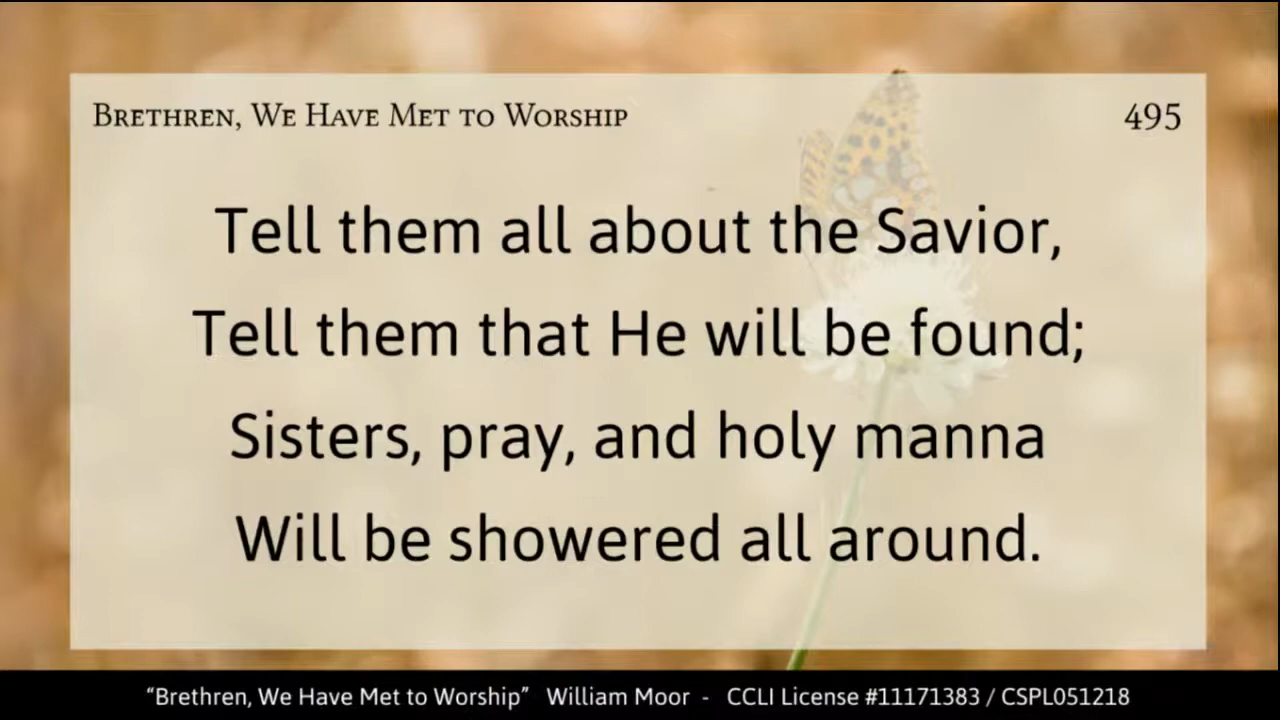 Brethren, We Have Met to Worship
495
Tell them all about the Savior,
Tell them that He will be found;
Sisters, pray, and holy manna
Will be showered all around.
“Brethren, We Have Met to Worship” William Moor - CCLI License #11171383 / CSPL051218